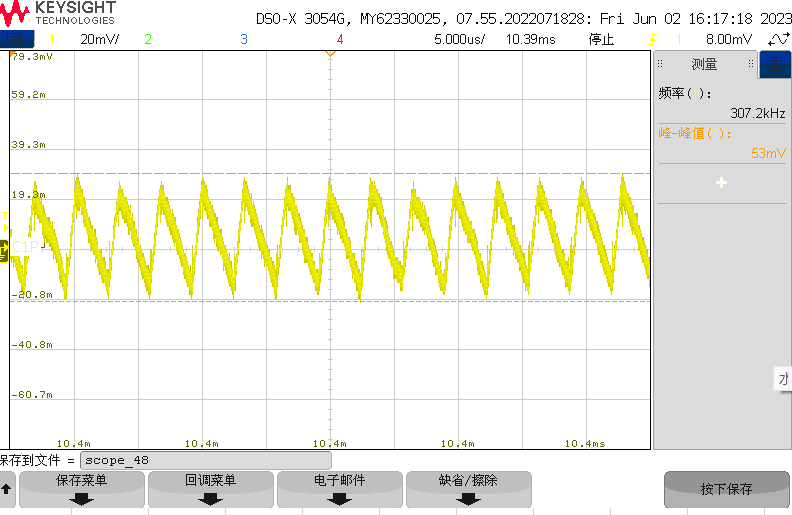 KEYSIGHT
TECHNOLOGIES
DSO-X 3054G, MY62330025, 07.55.2022071828: Fri Jun 02 16:17:18 2023
1 20mV/ 2 3 4 5.000us/ 10.39ms 停止 1 8.00mV
79.3mV
59.2m
39.3m
19.3m
-20.8m
-40.8m
-60.7m
10.4m 10.4m 10.4m 10.4m 10.4ms
测量
频率( ):
307.2kHz
峰-峰值( ):
53mV
保存到文件 = scope_48
保存菜单 回调菜单 电子邮件 缺省/擦除 按下保存